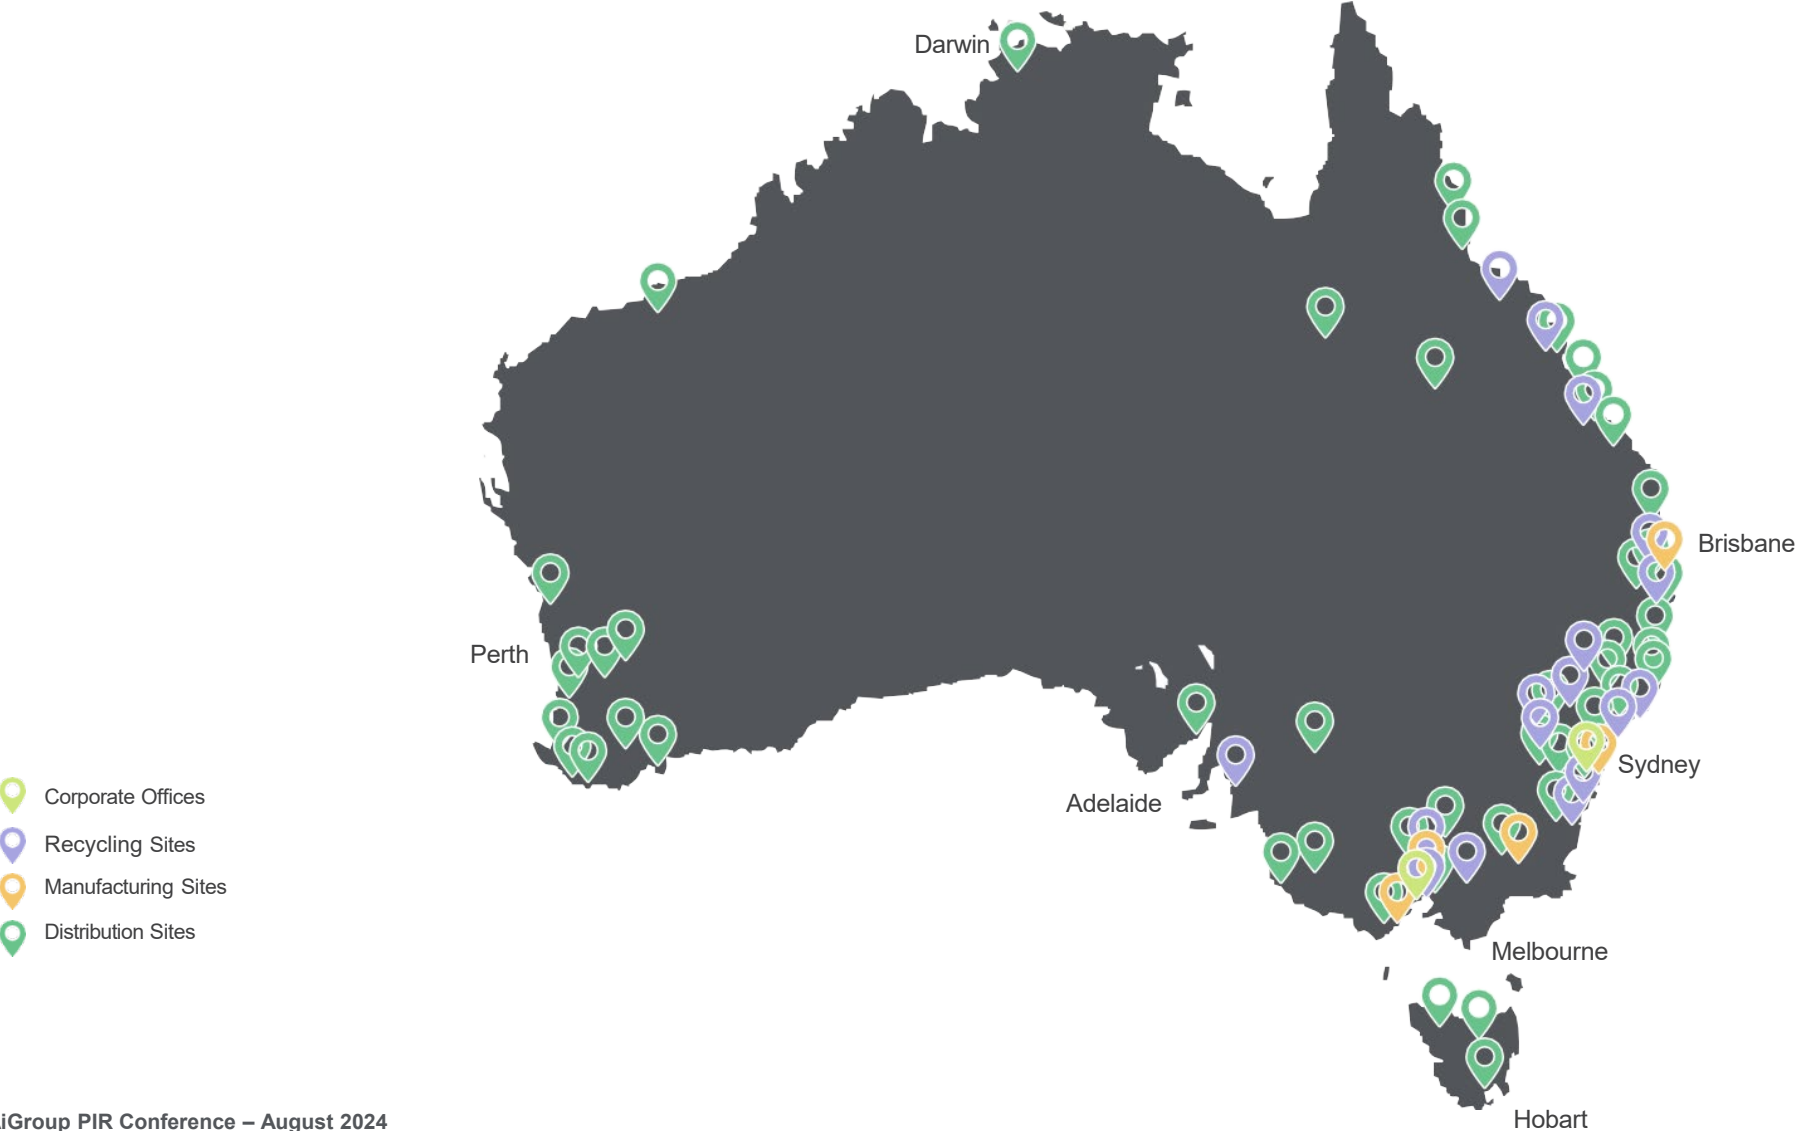 Darwin
Brisbane
Perth
Sydney
Adelaide
Corporate Offices
Recycling Sites
Manufacturing Sites
Distribution Sites
Melbourne
Hobart
iGroup PIR Conference – August 2024